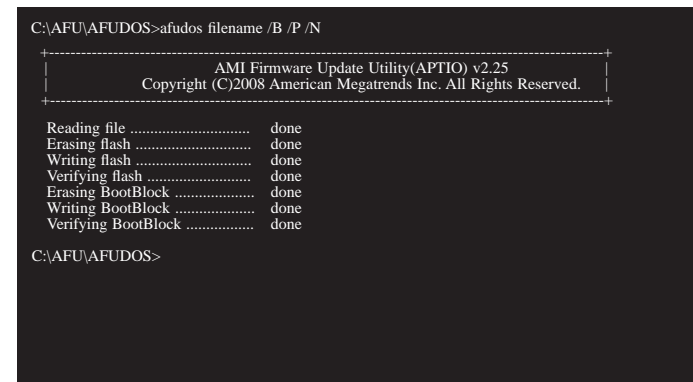 C:\AFU\AFUDOS>afudos filename /B /P /N
+---------------------------------------------------------------------------------------------------------+
| AMI Firmware Update Utility(APTIO) v2.25 |
| Copyright (C)2008 American Megatrends Inc. All Rights Reserved. |
+---------------------------------------------------------------------------------------------------------+
Reading file .............................. done
Erasing flash ............................. done
Writing flash ............................. done
Verifying flash .......................... done
Erasing BootBlock .................... done
Writing BootBlock .................... done
Verifying BootBlock ................. done
C:\AFU\AFUDOS>